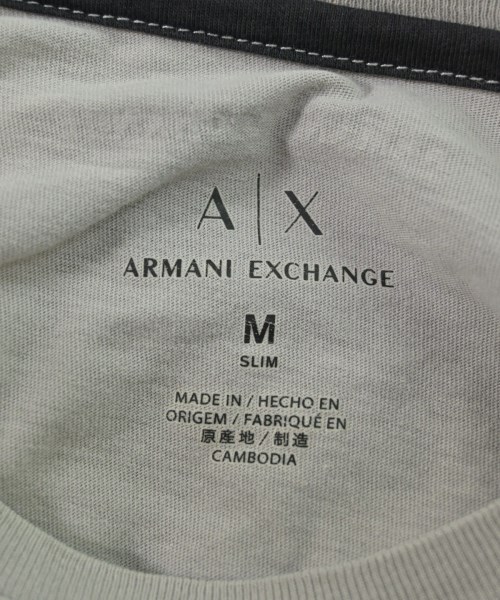 A|X
ARMANI EXCHANGE
M
SLIM
MADE IN / HECHO EN
ORIGEM / FABRIQUÉ EN
原産地 / 制造
CAMBODIA